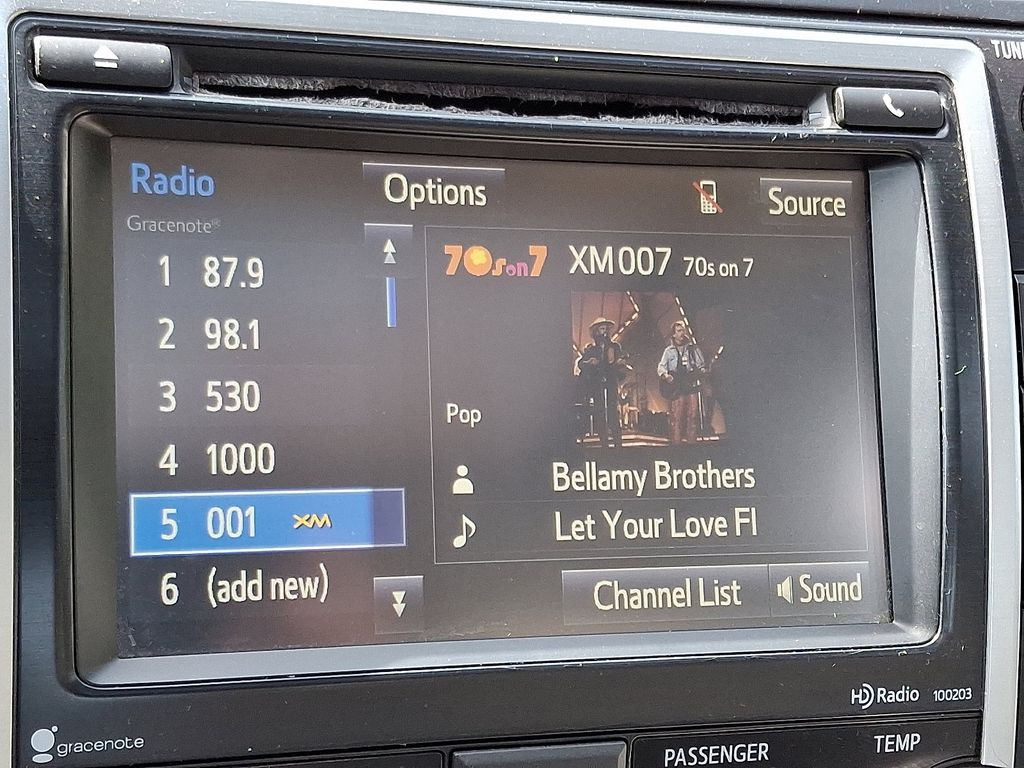 TUN
Radio
Options
Source
Gracenote®
1 87.9
2 98.1
3 530
4 1000
5 001 XM
6 (add new)
70s on 7
XM007 70s on 7
Pop
Bellamy Brothers
Let Your Love Fl
Channel List
Sound
HD Radio 100203
gracenote
PASSENGER
TEMP